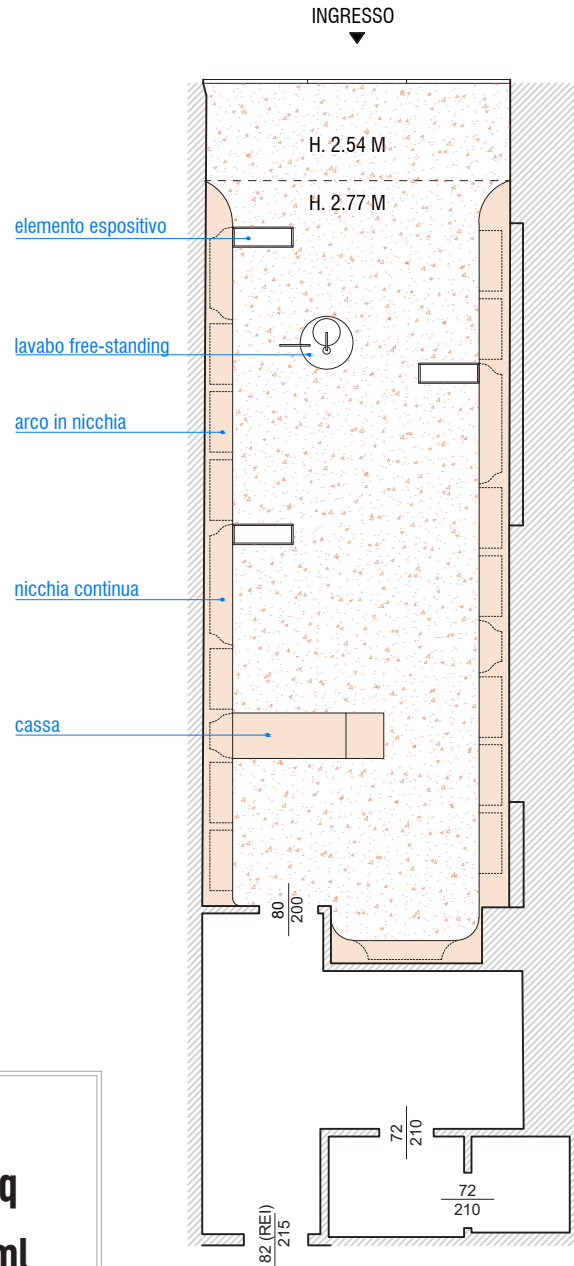 INGRESSO
H. 2.54 M
H. 2.77 M
elemento espositivo
lavabo free-standing
arco in nicchia
nicchia continua
cassa
80
200
72
210
72
210
82 (REI)
215
q
ml